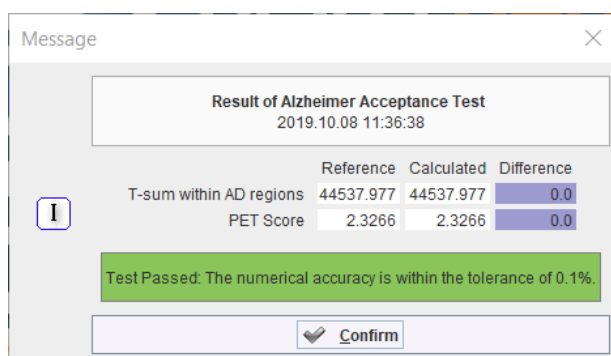 Message
Result of Alzheimer Acceptance Test
2019.10.08 11:36:38
Reference Calculated Difference
T-sum within AD regions 44537.977 44537.977 0.0
I
PET Score 2.3266 2.3266 0.0
Test Passed: The numerical accuracy is within the tolerance of 0.1%.
Confirm